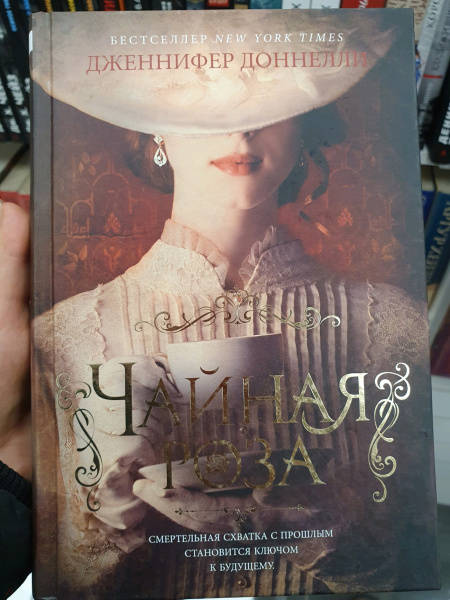 БЕСТСЕЛЛЕР NEW YORK TIMES
ДЖЕННИФЕР ДОННЕЛЛИ
ЧАЙНАЯ
РОЗА
СМЕРТЕЛЬНАЯ СХВАТКА С ПРОШЛЫМ
СТАНОВИТСЯ КЛЮЧОМ
К БУДУЩЕМУ.